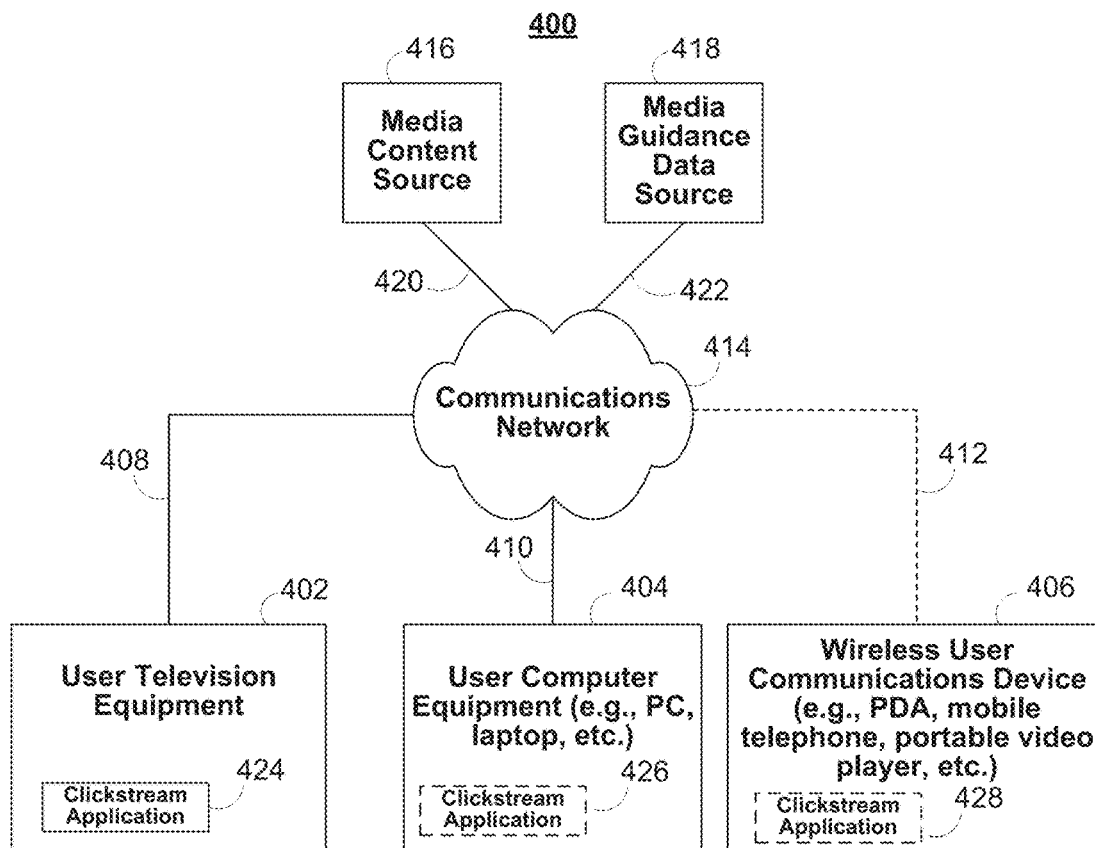 400
416
418
Media
Content
Source
Media
Guidance
Data
Source
420
422
414
Communications
Network
408
412
410
402
404
406
User Television
Equipment
User Computer
Equipment (e.g., PC,
laptop, etc.)
Wireless User
Communications Device
(e.g., PDA, mobile
telephone, portable video
player, etc.)
424
Clickstream
Application
426
Clickstream
Application
428
Clickstream
Application